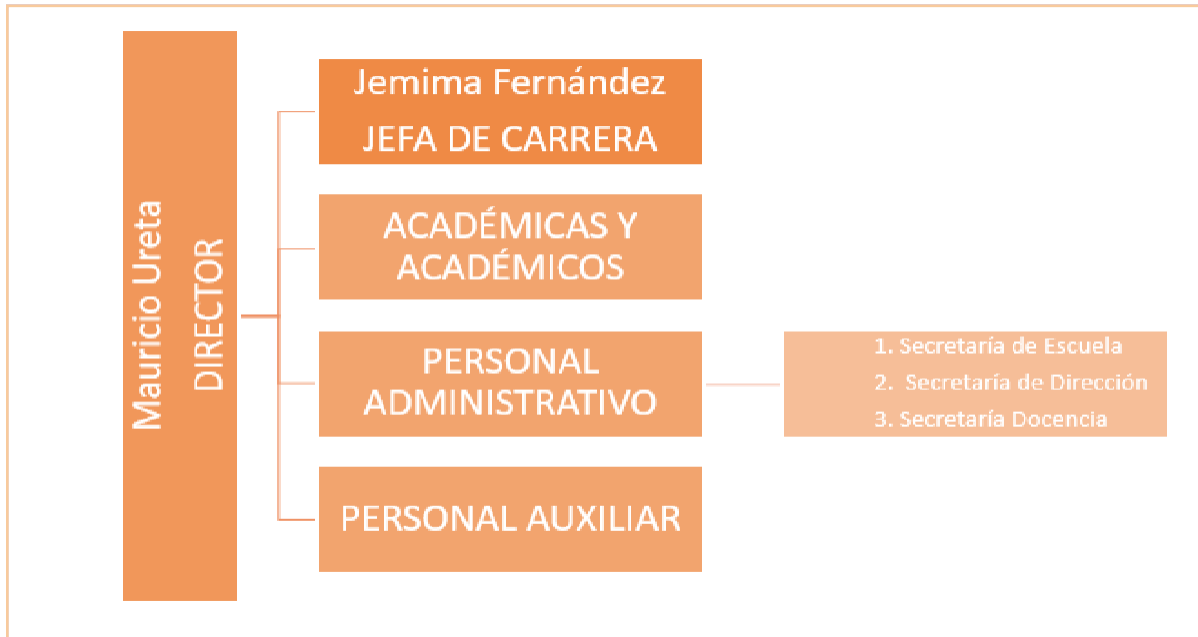 Mauricio Ureta
DIRECTOR
Jemima Fernández
JEFA DE CARRERA
ACADÉMICAS Y
ACADÉMICOS
PERSONAL
ADMINISTRATIVO
1. Secretaría de Escuela
2. Secretaría de Dirección
3. Secretaría Docencia
PERSONAL AUXILIAR